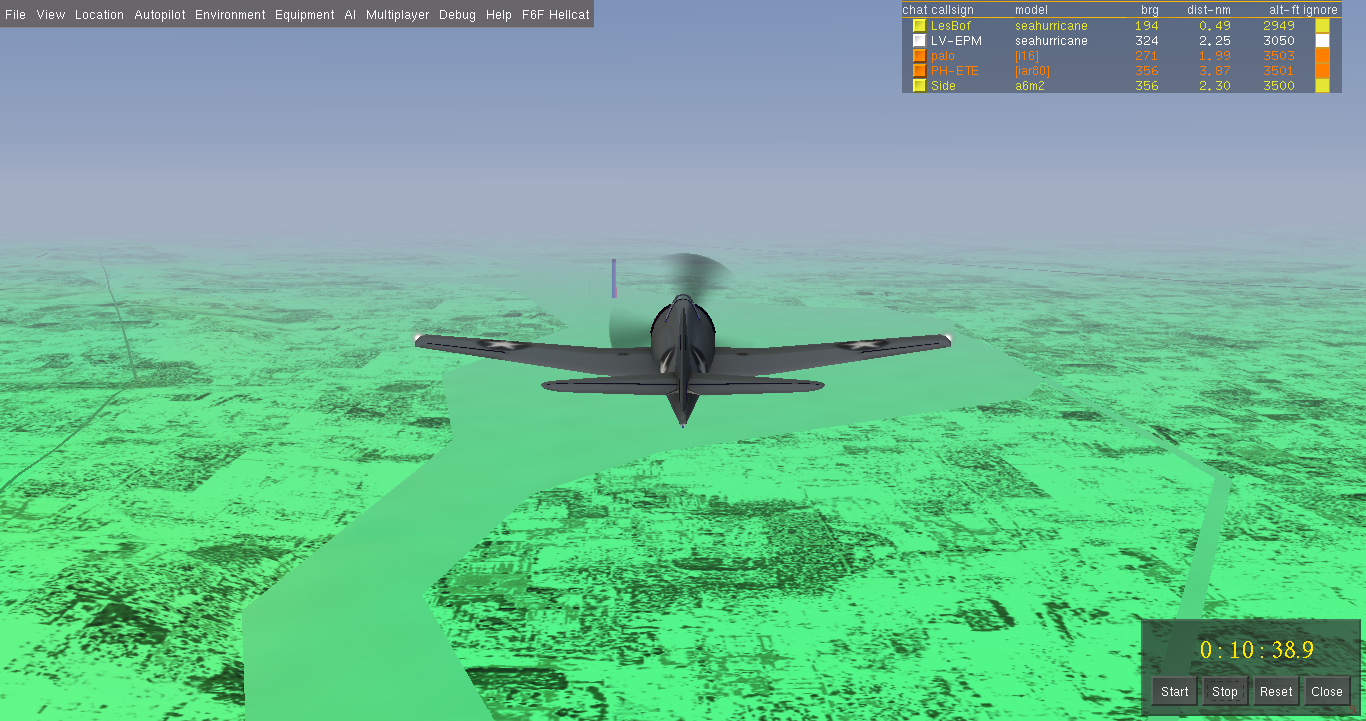 File View Location Autopilot Environment Equipment AI Multiplayer Debug Help F6F Hellcat
chat callsign model brg dist-nm alt-ft ignore
LesBof seahurricane 194 0.49 2949
LV-EPM seahurricane 324 2.25 3050
palo [i16] 271 1.99 3503
PH-ETE [iar80] 356 3.87 3501
Side a6m2 356 2.30 3500
0:10:38.9
Start Stop Reset Close